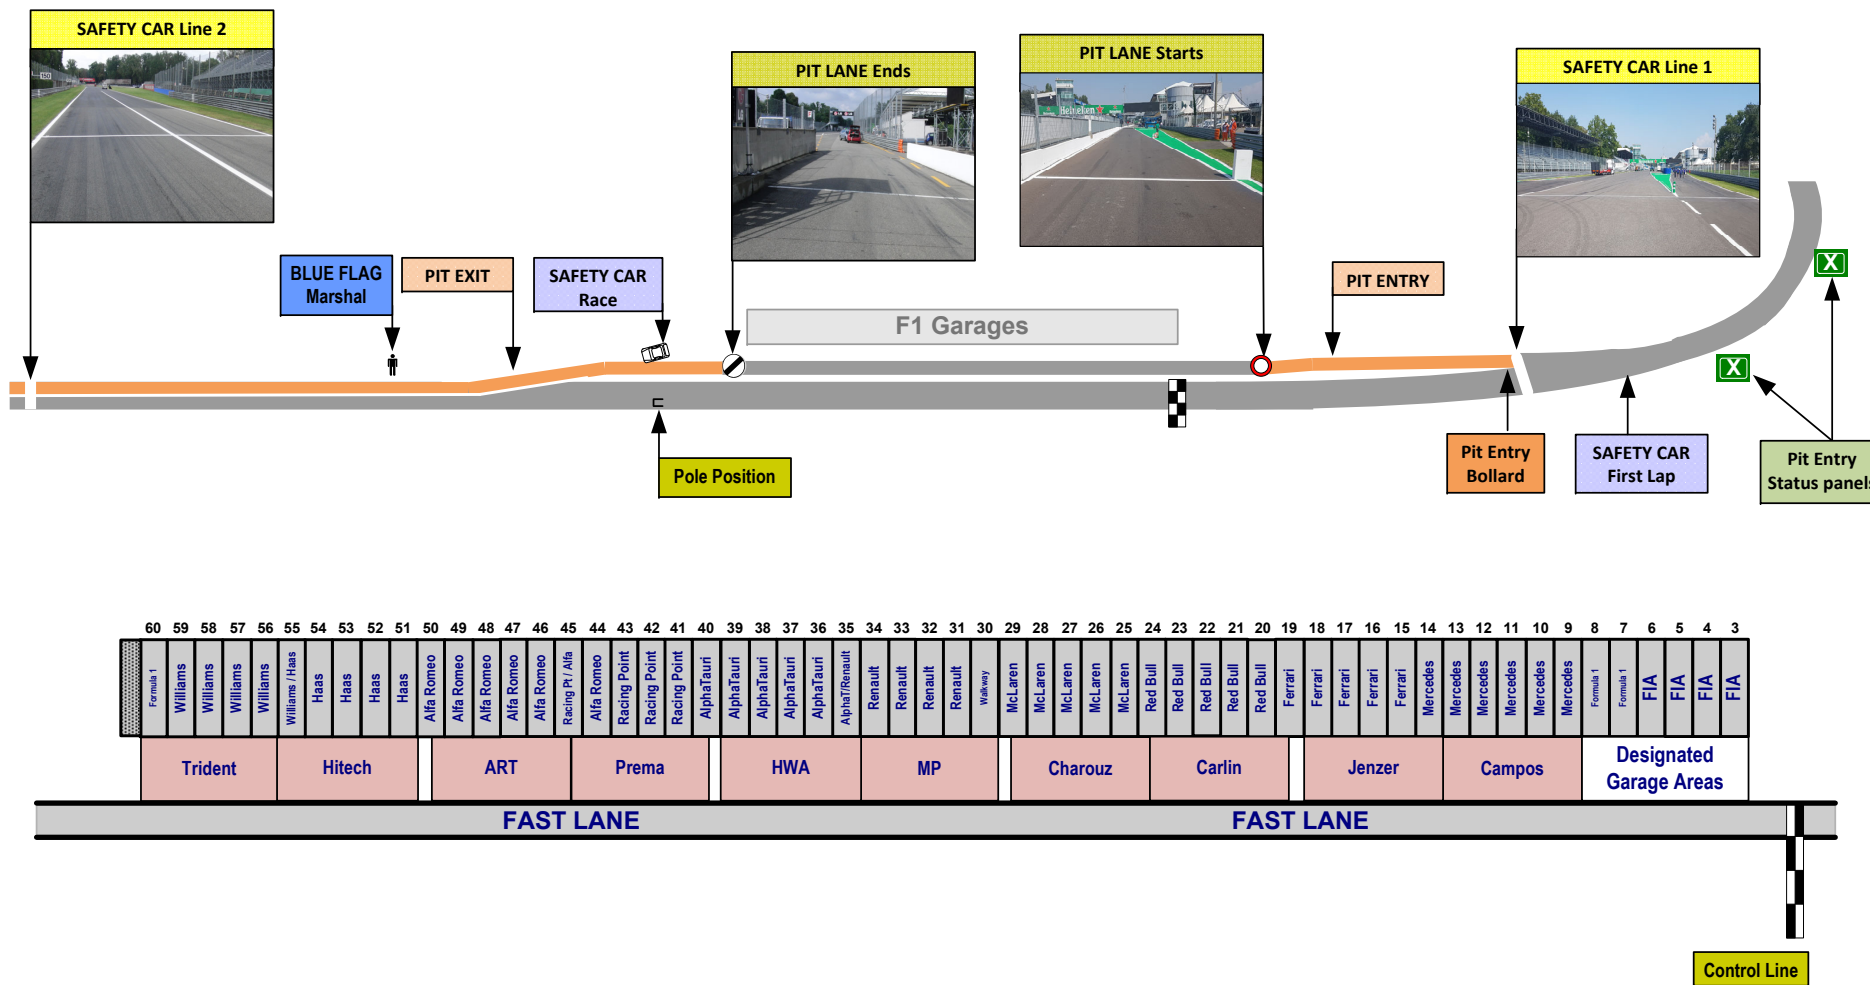 SAFETY CAR Line 2
150
PIT LANE Ends
PIT LANE Starts
Heineken
SAFETY CAR Line 1
BLUE FLAG
Marshal
PIT EXIT
SAFETY CAR
Race
F1 Garages
PIT ENTRY
X
X
Pole Position
Pit Entry
Bollard
SAFETY CAR
First Lap
Pit Entry
Status panels
60 59 58 57 56 55 54 53 52 51 50 49 48 47 46 45 44 43 42 41 40 39 38 37 36 35 34 33 32 31 30 29 28 27 26 25 24 23 22 21 20 19 18 17 16 15 14 13 12 11 10 9 8 7 6 5 4 3
Formula 1
Williams
Williams
Williams
Williams
Williams / Haas
Haas
Haas
Haas
Haas
Alfa Romeo
Alfa Romeo
Alfa Romeo
Alfa Romeo
Alfa Romeo
Racing Pt / Alfa
Alfa Romeo
Racing Point
Racing Point
Racing Point
AlphaTauri
AlphaTauri
AlphaTauri
AlphaTauri
AlphaTauri
AlphaT/Renault
Renault
Renault
Renault
Renault
Walkway
McLaren
McLaren
McLaren
McLaren
McLaren
Red Bull
Red Bull
Red Bull
Red Bull
Red Bull
Ferrari
Ferrari
Ferrari
Ferrari
Ferrari
Mercedes
Mercedes
Mercedes
Mercedes
Mercedes
Mercedes
Formula 1
Formula 1
FIA
FIA
FIA
FIA
Trident
Hitech
ART
Prema
HWA
MP
Charouz
Carlin
Jenzer
Campos
Designated
Garage Areas
FAST LANE
FAST LANE
Control Line